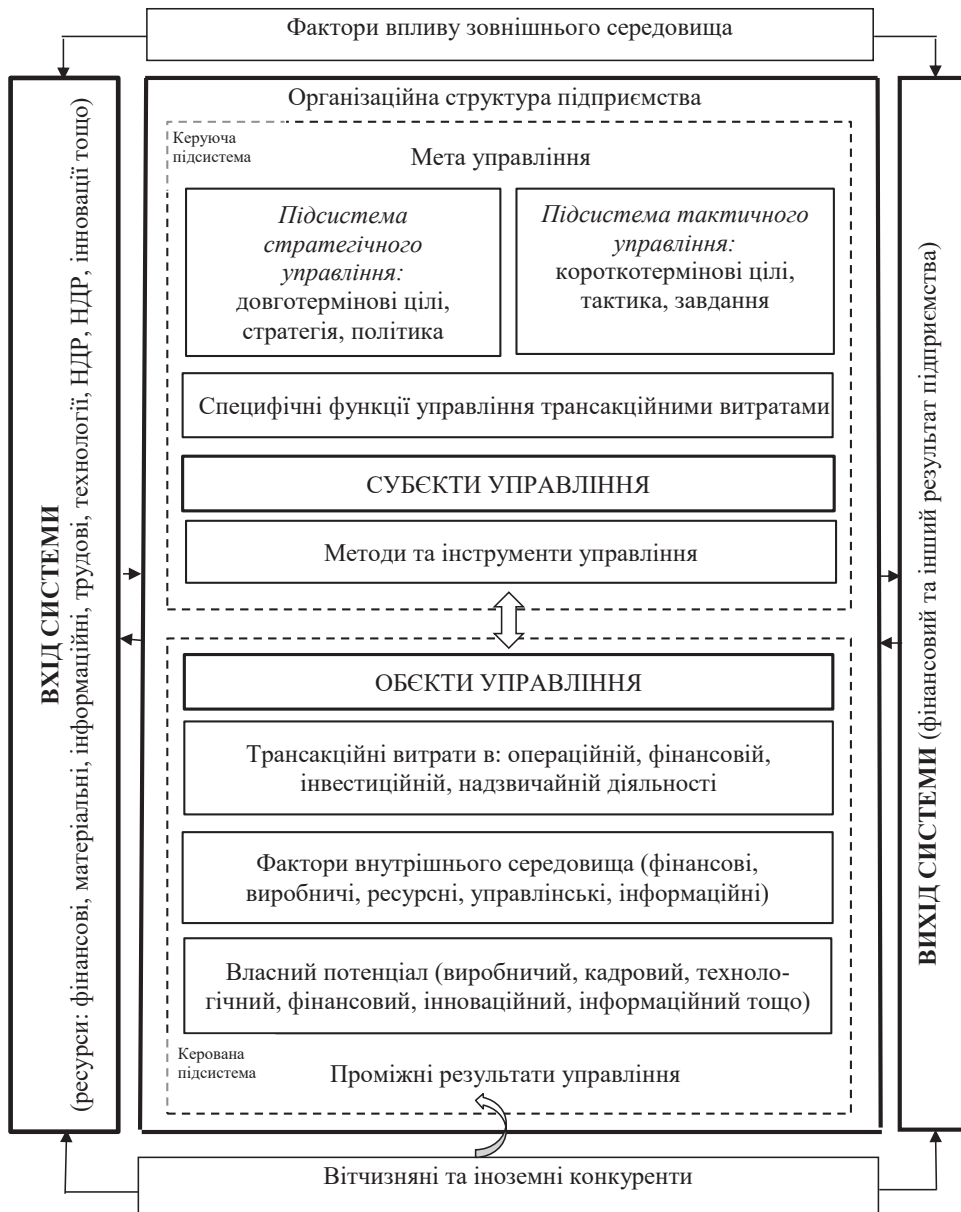 Фактори впливу зовнішнього середовища
ВХІД СИСТЕМИ
(ресурси: фінансові, матеріальні, інформаційні, трудові, технології, НДР, НДР, інновації тощо)
Організаційна структура підприємства
Керуюча
підсистема
Мета управління
Підсистема
стратегічного
управління:
довготермінові цілі,
стратегія, політика
Підсистема тактичного
управління:
короткотермінові цілі,
тактика, завдання
Специфічні функції управління трансакційними витратами
СУБЄКТИ УПРАВЛІННЯ
Методи та інструменти управління
ОБЄКТИ УПРАВЛІННЯ
Трансакційні витрати в: операційній, фінансовій,
інвестиційній, надзвичайній діяльності
Фактори внутрішнього середовища (фінансові,
виробничі, ресурсні, управлінські, інформаційні)
Власний потенціал (виробничий, кадровий, техноло-
гічний, фінансовий, інноваційний, інформаційний тощо)
Керована
підсистема
Проміжні результати управління
ВИХІД СИСТЕМИ (фінансовий та інший результат підприємства)
Вітчизняні та іноземні конкуренти